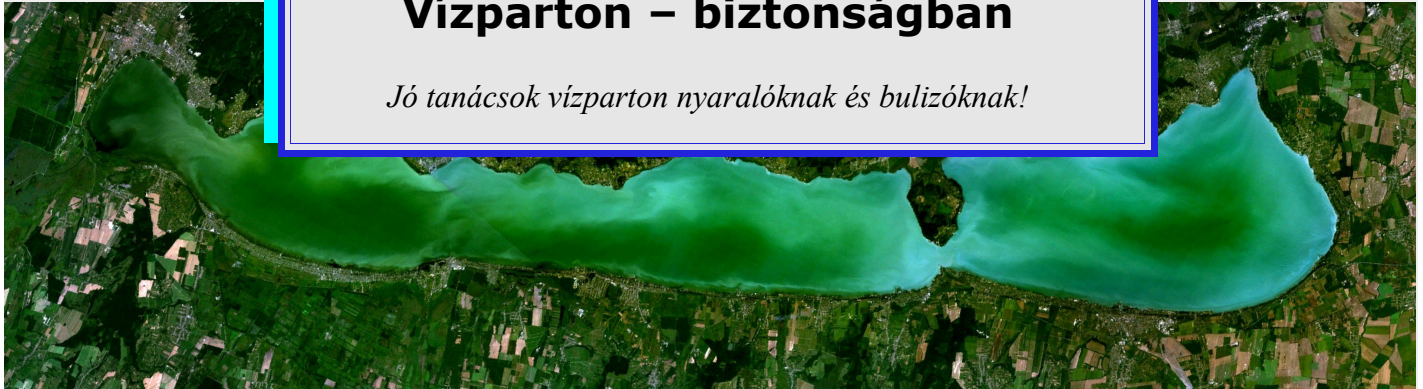 Vízparton – biztonságban
Jó tanácsok vízparton nyaralóknak és bulizóknak!